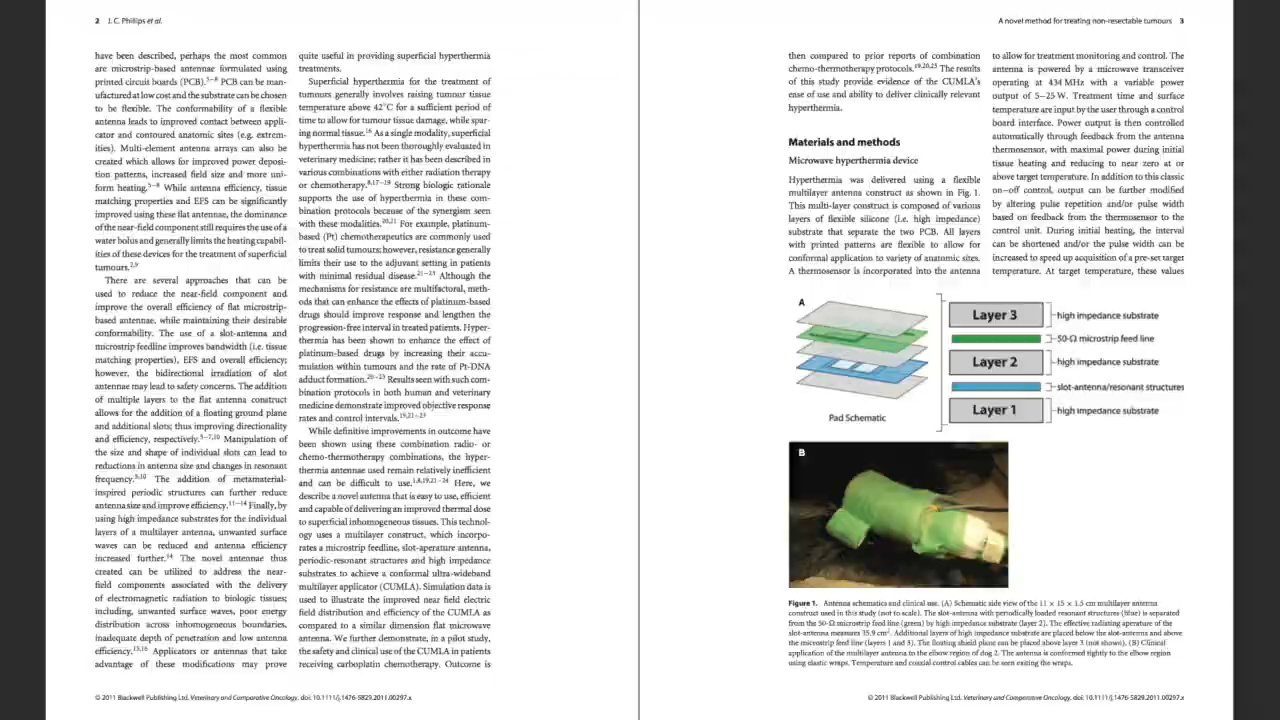 2 J. C. Phillips et al.
have been described, perhaps the most common
are microstrip-based antennae formulated using
printed circuit boards (PCB).5–8 PCB can be man-
ufactured at low cost and the substrate can be chosen
to be flexible. The conformability of a flexible
antenna leads to improved contact between appli-
cator and contoured anatomic sites (e.g. extrem-
ities). Multi-element antenna arrays can also be
created which allows for improved power deposi-
tion patterns, increased field size and more uni-
form heating.5–8 While antenna efficiency, tissue
matching properties and EFS can be significantly
improved using these flat antennae, the dominance
of the near-field component still requires the use of a
water bolus and generally limits the heating capabil-
ities of these devices for the treatment of superficial
tumours.2,9
There are several approaches that can be
used to reduce the near-field component and
improve the overall efficiency of flat microstrip-
based antennae, while maintaining their desirable
conformability. The use of a slot-antenna and
microstrip feedline improves bandwidth (i.e. tissue
matching properties), EFS and overall efficiency;
however, the bidirectional irradiation of slot
antennae may lead to safety concerns. The addition
of multiple layers to the flat antenna construct
allows for the addition of a floating ground plane
and additional slots; thus improving directionality
and efficiency, respectively.5–7,10 Manipulation of
the size and shape of individual slots can lead to
reductions in antenna size and changes in resonant
frequency.9,10 The addition of metamaterial-
inspired periodic structures can further reduce
antenna size and improve efficiency.11–14 Finally, by
using high impedance substrates for the individual
layers of a multilayer antenna, unwanted surface
waves can be reduced and antenna efficiency
increased further.14 The novel antennae thus
created can be utilized to address the near-
field components associated with the delivery
of electromagnetic radiation to biologic tissues;
including, unwanted surface waves, poor energy
distribution across inhomogeneous boundaries,
inadequate depth of penetration and low antenna
efficiency.15,16 Applicators or antennas that take
advantage of these modifications may prove
quite useful in providing superficial hyperthermia
treatments.
Superficial hyperthermia for the treatment of
tumours generally involves raising tumour tissue
temperature above 42°C for a sufficient period of
time to allow for tumour tissue damage, while spar-
ing normal tissue.16 As a single modality, superficial
hyperthermia has not been thoroughly evaluated in
veterinary medicine; rather it has been described in
various combinations with either radiation therapy
or chemotherapy.8,17–19 Strong biologic rationale
supports the use of hyperthermia in these com-
bination protocols because of the synergism seen
with these modalities.20,21 For example, platinum-
based (Pt) chemotherapeutics are commonly used
to treat solid tumours; however, resistance generally
limits their use to the adjuvant setting in patients
with minimal residual disease.21–23 Although the
mechanisms for resistance are multifactoral, meth-
ods that can enhance the effects of platinum-based
drugs should improve response and lengthen the
progression-free interval in treated patients. Hyper-
thermia has been shown to enhance the effect of
platinum-based drugs by increasing their accu-
mulation within tumours and the rate of Pt-DNA
adduct formation.20–25 Results seen with such com-
bination protocols in both human and veterinary
medicine demonstrate improved objective response
rates and control intervals.19,21–23
While definitive improvements in outcome have
been shown using these combination radio- or
chemo-thermotherapy combinations, the hyper-
thermia antennae used remain relatively inefficient
and can be difficult to use.1,8,19,21–24 Here, we
describe a novel antenna that is easy to use, efficient
and capable of delivering an improved thermal dose
to superficial inhomogeneous tissues. This technol-
ogy uses a multilayer construct, which incorpo-
rates a microstrip feedline, slot-aperature antenna,
periodic-resonant structures and high impedance
substrates to achieve a conformal ultra-wideband
multilayer applicator (CUMLA). Simulation data is
used to illustrate the improved near field electric
field distribution and efficiency of the CUMLA as
compared to a similar dimension flat microwave
antenna. We further demonstrate, in a pilot study,
the safety and clinical use of the CUMLA in patients
receiving carboplatin chemotherapy. Outcome is
© 2011 Blackwell Publishing Ltd, Veterinary and Comparative Oncology, doi: 10.1111/j.1476-5829.2011.00297.x
A novel method for treating non-resectable tumours 3
then compared to prior reports of combination
chemo-thermotherapy protocols.19,20,23 The results
of this study provide evidence of the CUMLA's
ease of use and ability to deliver clinically relevant
hyperthermia.
Materials and methods
Microwave hyperthermia device
Hyperthermia was delivered using a flexible
multilayer antenna construct as shown in Fig. 1.
This multi-layer construct is composed of various
layers of flexible silicone (i.e. high impedance)
substrate that separate the two PCB. All layers
with printed patterns are flexible to allow for
conformal application to variety of anatomic sites.
A thermosensor is incorporated into the antenna
to allow for treatment monitoring and control. The
antenna is powered by a microwave transceiver
operating at 434 MHz with a variable power
output of 5–25 W. Treatment time and surface
temperature are input by the user through a control
board interface. Power output is then controlled
automatically through feedback from the antenna
thermosensor, with maximal power during initial
tissue heating and reducing to near zero at or
above target temperature. In addition to this classic
on–off control, output can be further modified
by altering pulse repetition and/or pulse width
based on feedback from the thermosensor to the
control unit. During initial heating, the interval
can be shortened and/or the pulse width can be
increased to speed up acquisition of a pre-set target
temperature. At target temperature, these values
A
Pad Schematic
Layer 3 high impedance substrate
50-Ω microstrip feed line
Layer 2 high impedance substrate
slot-antenna/resonant structures
Layer 1 high impedance substrate
B
Figure 1. Antenna schematics and clinical use. (A) Schematic side view of the 11 × 15 × 1.5 cm multilayer antenna
construct used in this study (not to scale). The slot-antenna with periodically loaded resonant structures (blue) is separated
from the 50-Ω microstrip feed line (green) by high impedance substrate (layer 2). The effective radiating aperture of the
slot-antenna measures 35.9 cm2. Additional layers of high impedance substrate are placed below the slot-antenna and above
the microstrip feed line (layers 1 and 3). The floating shield plane can be placed above layer 3 (not shown). (B) Clinical
application of the multilayer antenna to the elbow region of dog 2. The antenna is conformed tightly to the elbow region
using elastic wraps. Temperature and coaxial control cables can be seen exiting the wraps.
© 2011 Blackwell Publishing Ltd, Veterinary and Comparative Oncology, doi: 10.1111/j.1476-5829.2011.00297.x